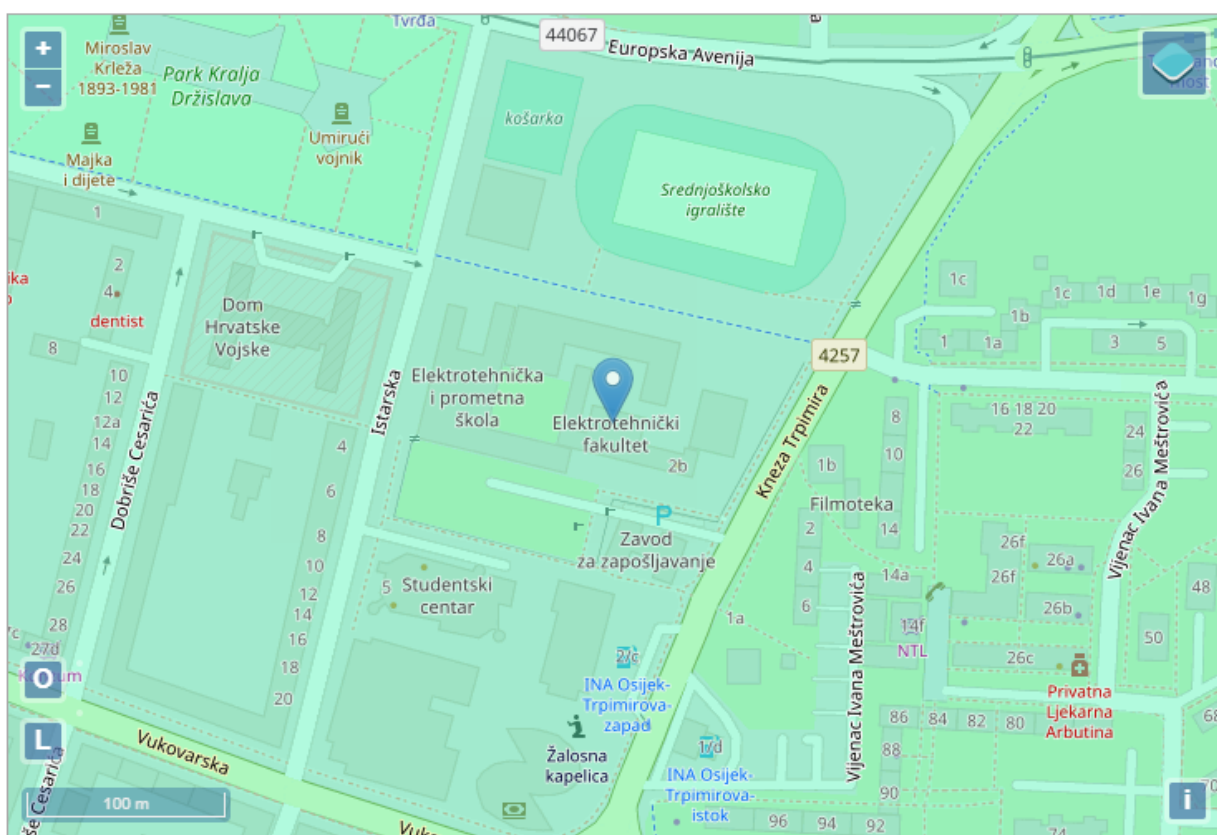 Tvrđa
44067
Europska Avenija
+
−
Miroslav
Krleža
1893-1981
Park Kralja
Držislava
most
košarka
Umirući
vojnik
Majka
i dijete
Srednjoškolsko
igralište
1
2
4
dentist
8
Dom
Hrvatske
Vojske
1c
1c
1d
1e
1g
1b
1
1a
3
5
4257
10
12
12a
14
16
18
20
22
24
26
28
27d
Dobriše Cesarića
Istarska
Elektrotehnička
i prometna
škola
Elektrotehnički
fakultet
2b
Kneza Trpimira
8
10
14
16 18 20
22
24
26
Vijenac Ivana Meštrovića
4
6
8
10
12
14
16
18
20
1b
Filmoteka
2
4
6
P
Zavod
za zapošljavanje
5
Studentski
centar
1a
14a
14f
NTL
26f
26f
26a
26b
26c
48
50
Vijenac Ivana Meštrovića
Privatna
Ljekarna
Arbutina
O
L
2/c
INA Osijek-
Trpimirova-
zapad
Žalosna
kapelica
1/d
INA Osijek-
Trpimirova-
istok
86
84
82
80
88
90
96
94
92
74
Vukovarska
100 m
i